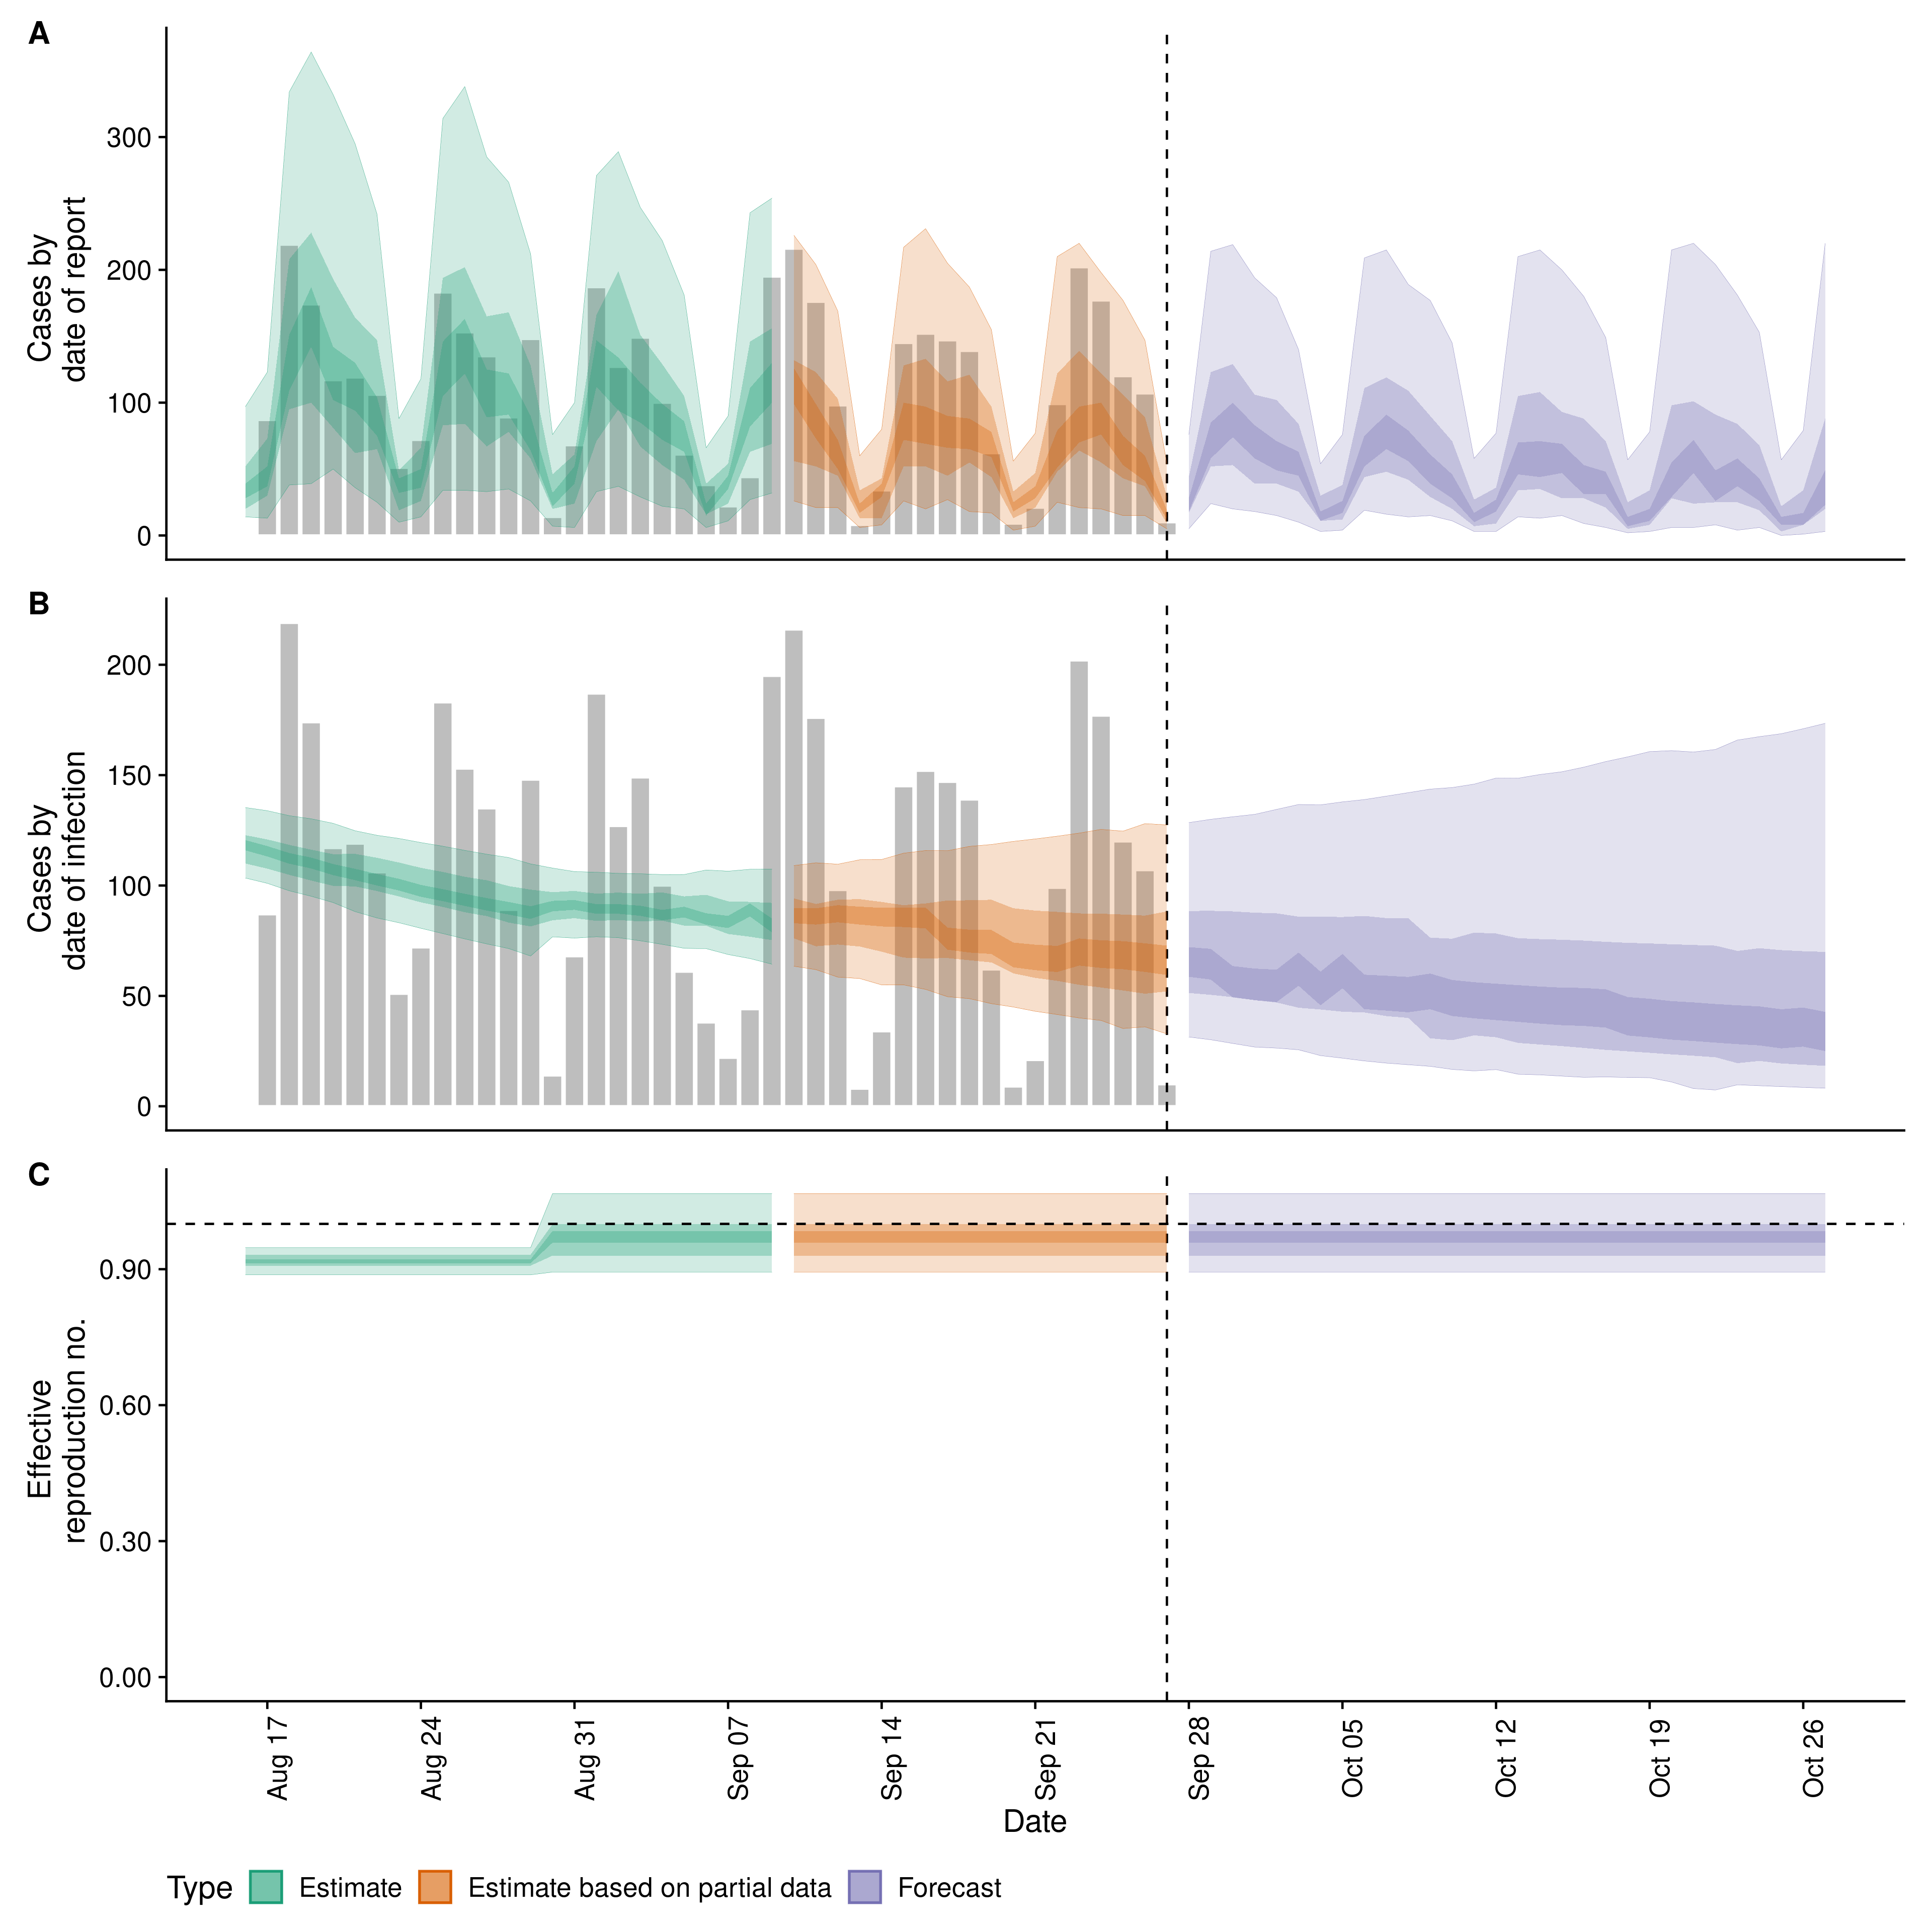 A
Cases by
date of report
300
200
100
0
B
Cases by
date of infection
200
150
100
50
0
C
Effective
reproduction no.
0.90
0.60
0.30
0.00
Aug 17
Aug 24
Aug 31
Sep 07
Sep 14
Sep 21
Sep 28
Oct 05
Oct 12
Oct 19
Oct 26
Date
Type Estimate Estimate based on partial data Forecast